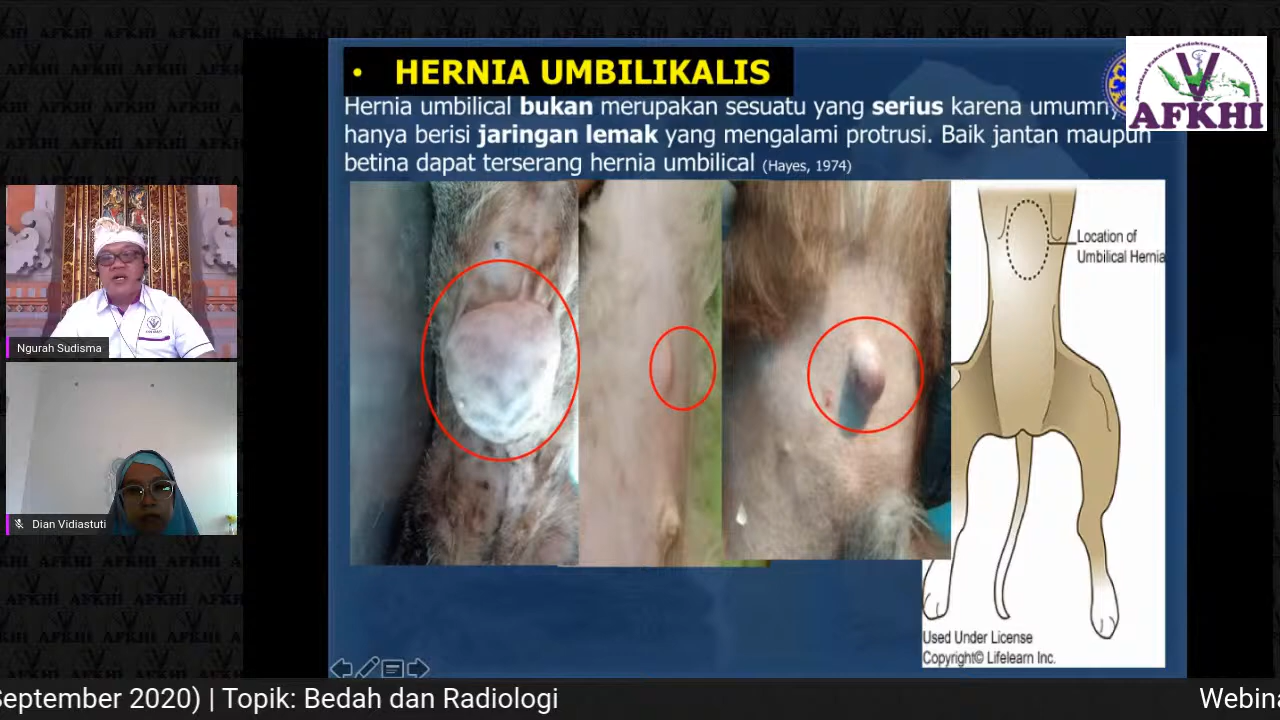 • HERNIA UMBILIKALIS
Hernia umbilical bukan merupakan sesuatu yang serius karena
hanya berisi jaringan lemak yang mengalami protrusi. Baik jantan maupun
betina dapat terserang hernia umbilical (Hayes, 1974)
AFKHI
Location of
Umbilical Hernia
Ngurah Sudisma
Dian Vidiastuti
Used Under License
Copyright© Lifelearn Inc.
September 2020) | Topik: Bedah dan Radiologi
Webina